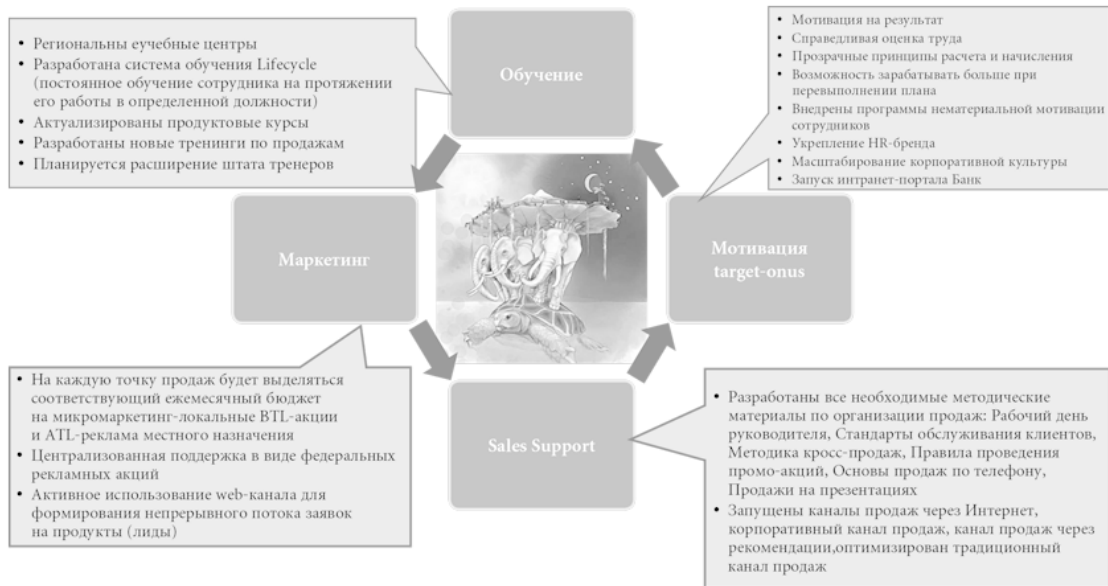 • Региональны еучебные центры
• Разработана система обучения Lifecycle
(постоянное обучение сотрудника на протяжении
его работы в определенной должности)
• Актуализированы продуктовые курсы
• Разработаны новые тренинги по продажам
• Планируется расширение штата тренеров
Обучение
• Мотивация на результат
• Справедливая оценка труда
• Прозрачные принципы расчета и начисления
• Возможность зарабатывать больше при
перевыполнении плана
• Внедрены программы нематериальной мотивации
сотрудников
• Укрепление HR-бренда
• Масштабирование корпоративной культуры
• Запуск интранет-портала Банк
Маркетинг
Мотивация
target-onus
• На каждую точку продаж будет выделяться
соответствующий ежемесячный бюджет
на микромаркетинг-локальные BTL-акции
и ATL-реклама местного назначения
• Централизованная поддержка в виде федеральных
рекламных акций
• Активное использование web-канала для
формирования непрерывного потока заявок
на продукты (лиды)
Sales Support
• Разработаны все необходимые методические
материалы по организации продаж: Рабочий день
руководителя, Стандарты обслуживания клиентов,
Методика кросс-продаж, Правила проведения
промо-акций, Основы продаж по телефону,
Продажи на презентациях
• Запущены каналы продаж через Интернет,
корпоративный канал продаж, канал продаж через
рекомендации,оптимизирован традиционный
канал продаж